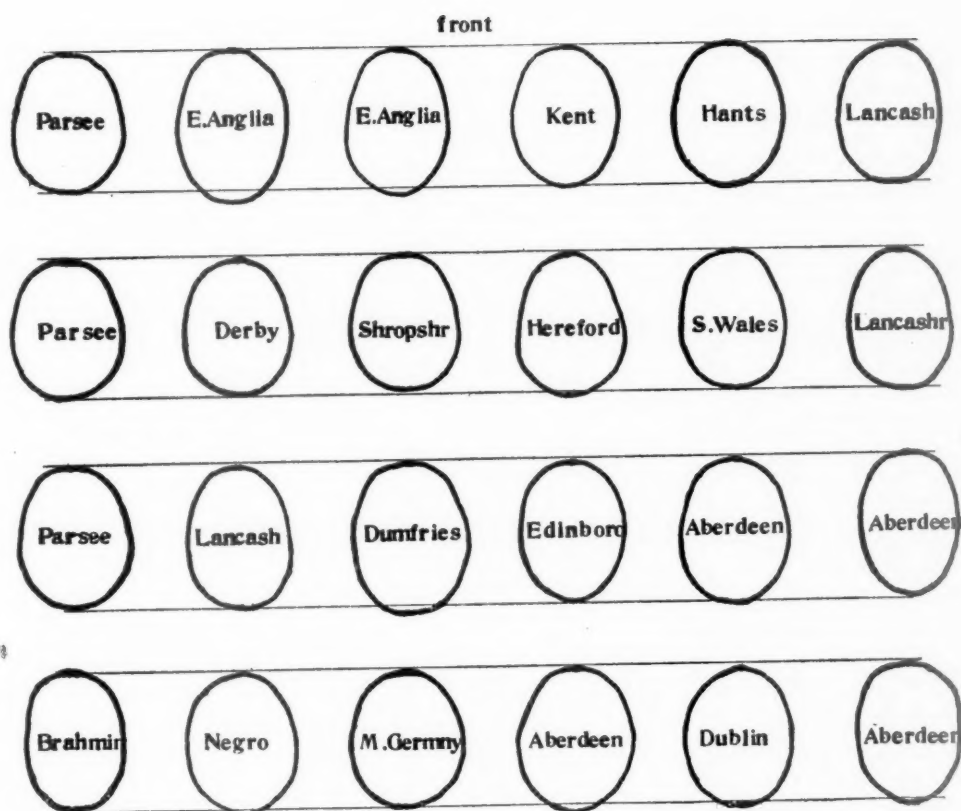 front
Parsee E.Anglia E.Anglia Kent Hants Lancash
Parsee Derby Shropshr Hereford S.Wales Lancashr
Parsee Lancash Dumfries Edinboro Aberdeen Aberdeen
Brahmin Negro M.Germny Aberdeen Dublin Aberdeen